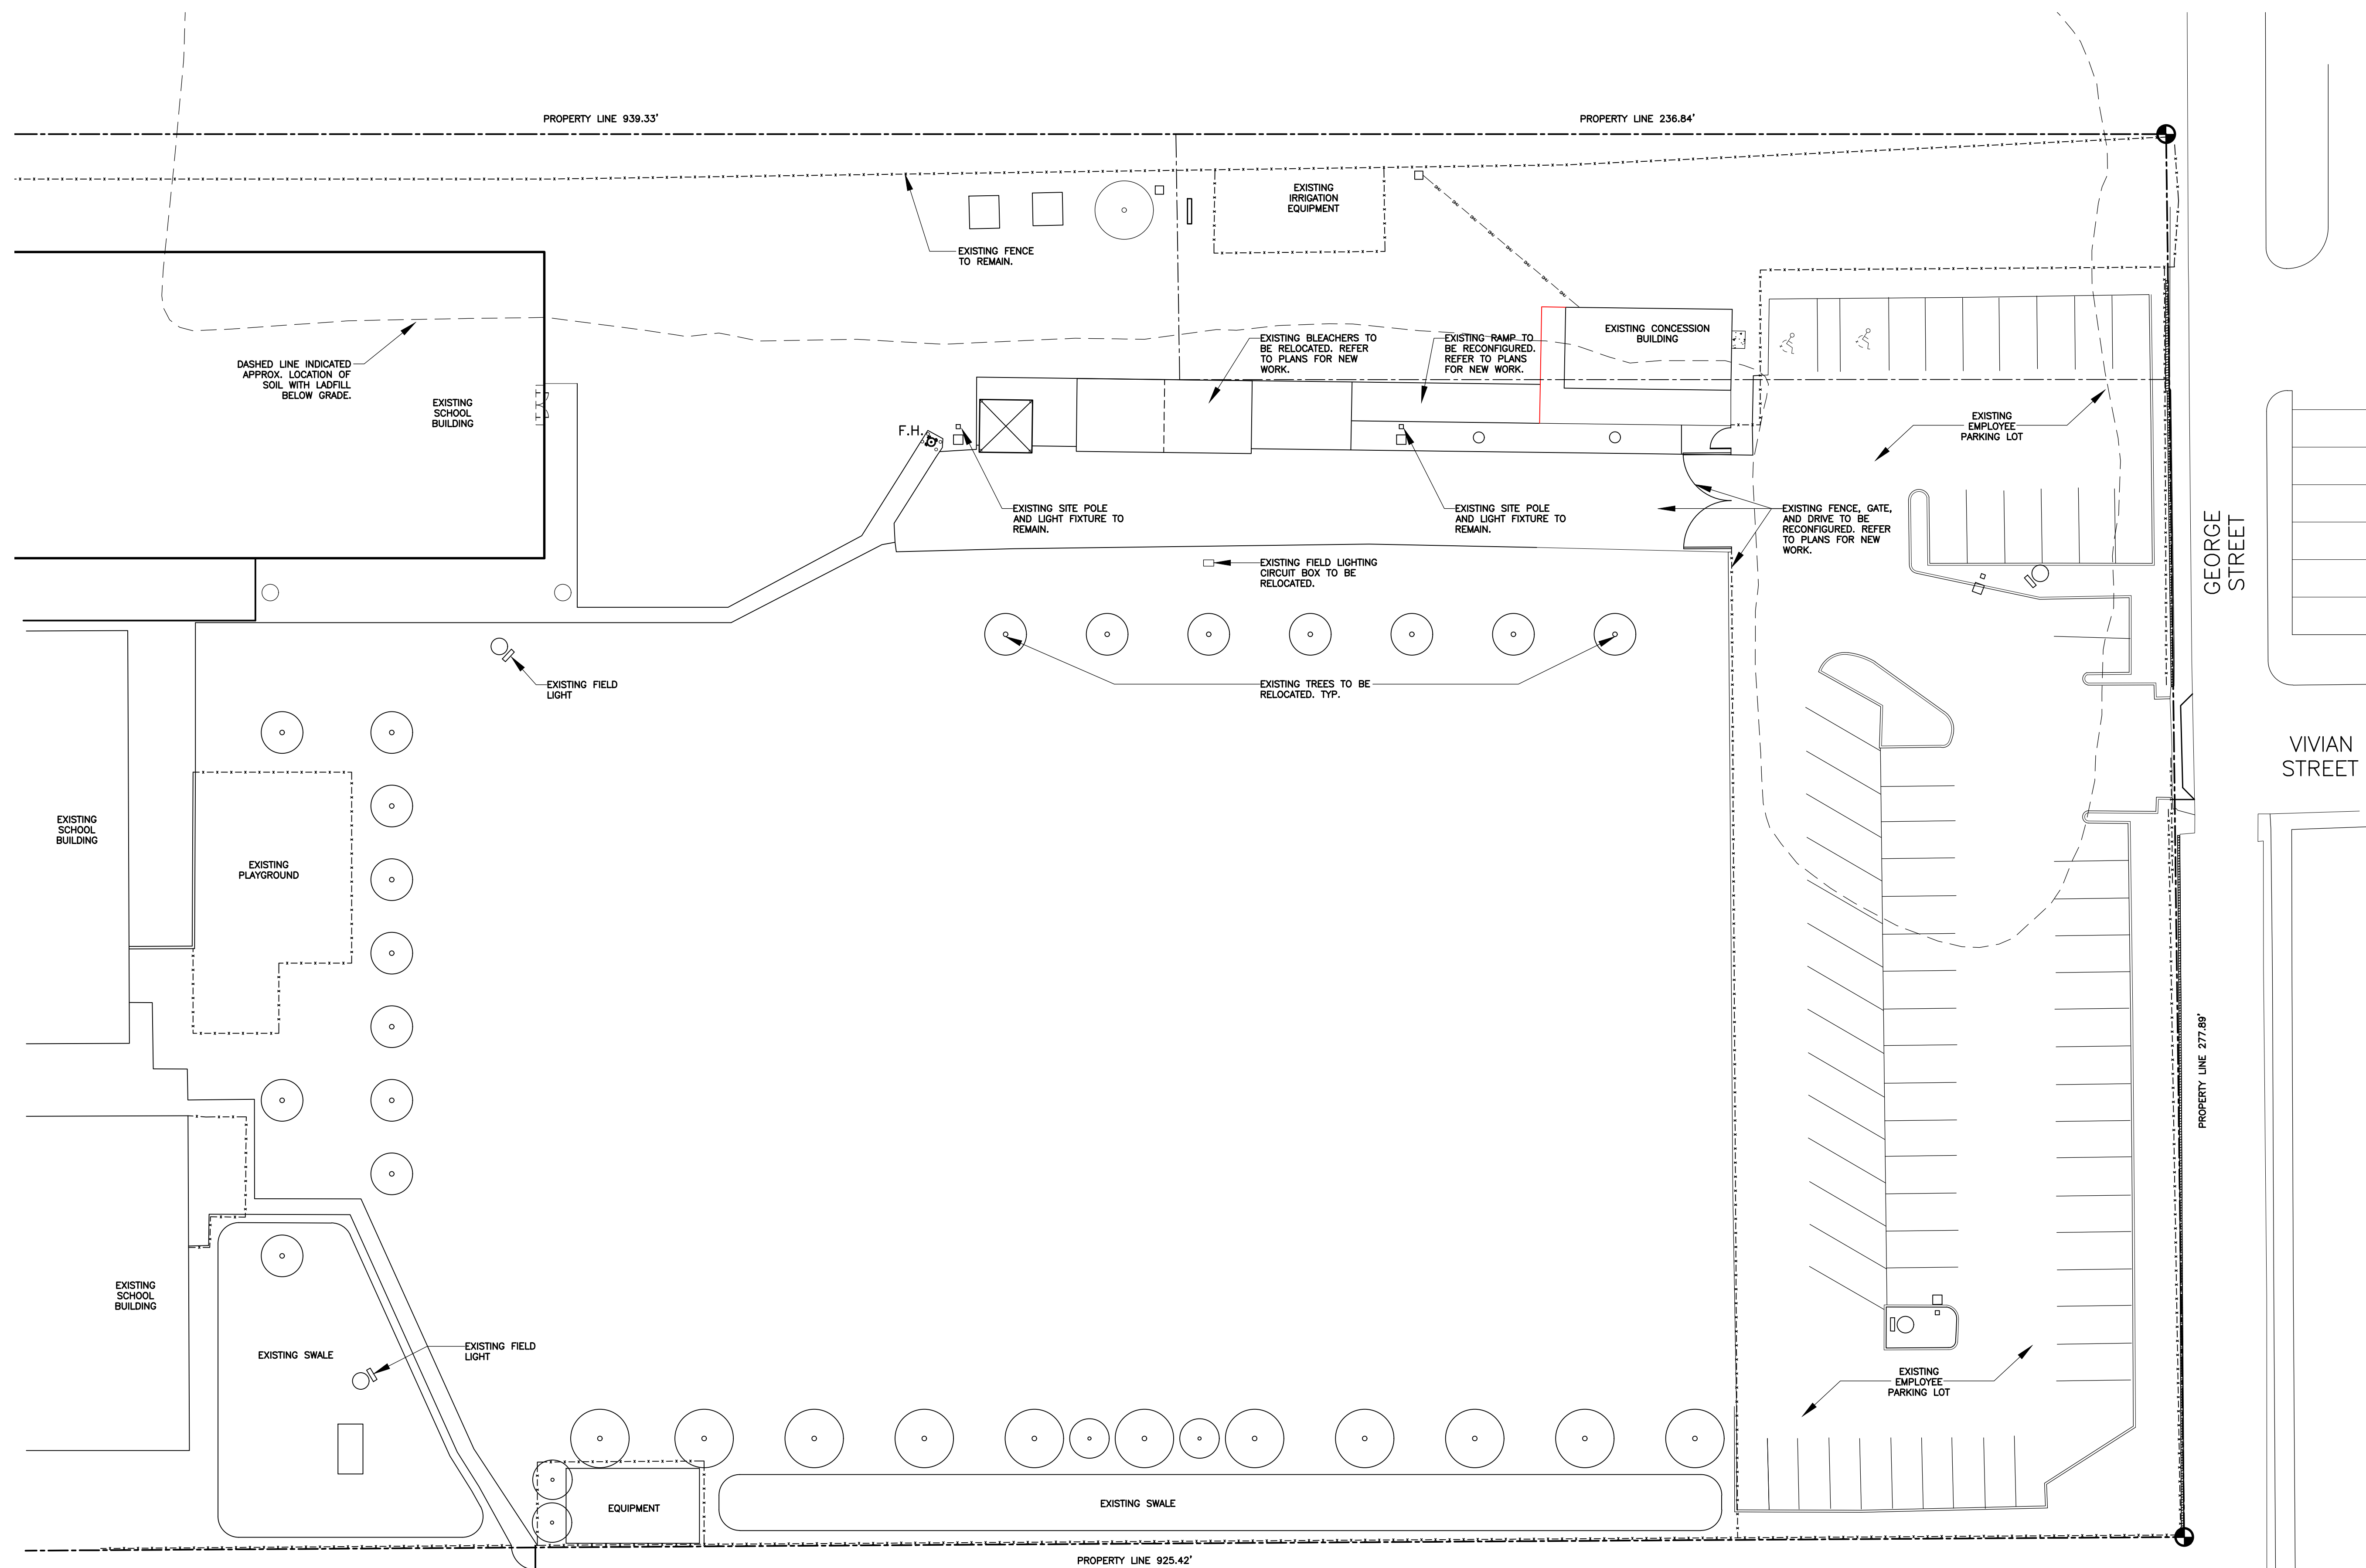 PROPERTY LINE 939.33'
PROPERTY LINE 236.84'
EXISTING
IRRIGATION
EQUIPMENT
EXISTING FENCE
TO REMAIN.
EXISTING CONCESSION
BUILDING
EXISTING BLEACHERS TO
BE RELOCATED. REFER
TO PLANS FOR NEW
WORK.
EXISTING RAMP TO
BE RECONFIGURED.
REFER TO PLANS
FOR NEW WORK.
DASHED LINE INDICATED
APPROX. LOCATION OF
SOIL WITH LADFILL
BELOW GRADE.
EXISTING
SCHOOL
BUILDING
F.H.
EXISTING
EMPLOYEE
PARKING LOT
EXISTING SITE POLE
AND LIGHT FIXTURE TO
REMAIN.
EXISTING SITE POLE
AND LIGHT FIXTURE TO
REMAIN.
EXISTING FENCE, GATE,
AND DRIVE TO BE
RECONFIGURED. REFER
TO PLANS FOR NEW
WORK.
GEORGE
STREET
EXISTING FIELD LIGHTING
CIRCUIT BOX TO BE
RELOCATED.
EXISTING FIELD
LIGHT
EXISTING TREES TO BE
RELOCATED. TYP.
VIVIAN
STREET
EXISTING
SCHOOL
BUILDING
EXISTING
PLAYGROUND
PROPERTY LINE 277.89'
EXISTING
SCHOOL
BUILDING
EXISTING SWALE
EXISTING FIELD
LIGHT
EXISTING
EMPLOYEE
PARKING LOT
EQUIPMENT
EXISTING SWALE
PROPERTY LINE 925.42'